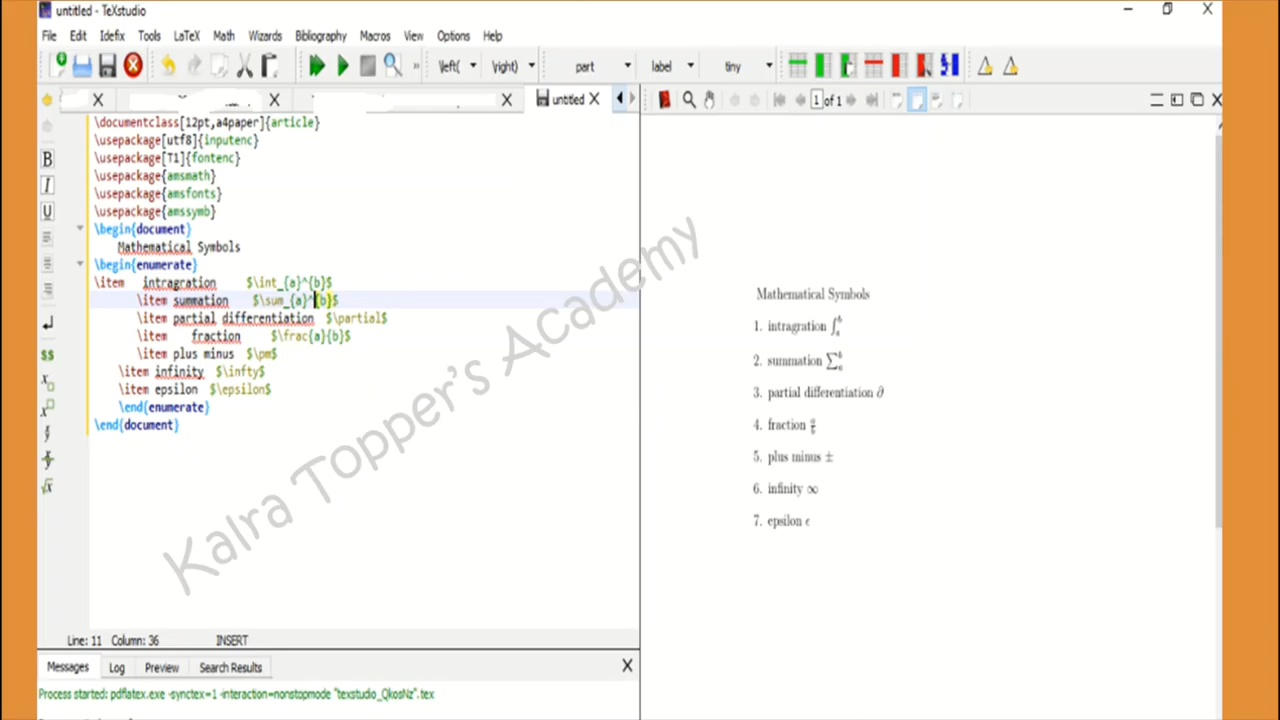 untitled - TeXstudio
File Edit Idefix Tools LaTeX Math Wizards Bibliography Macros View Options Help
\left( \right) part label tiny
untitled
1 of 1
\documentclass[12pt,a4paper]{article}
\usepackage[utf8]{inputenc}
\usepackage[T1]{fontenc}
\usepackage{amsmath}
\usepackage{amsfonts}
\usepackage{amssymb}
\begin{document}
Mathematical Symbols
\begin{enumerate}
\item intragration $\int_{a}^{b}$
\item summation $\sum_{a}^{b}$
\item partial differentiation $\partial$
\item fraction $\frac{a}{b}$
\item plus minus $\pm$
\item infinity $\infty$
\item epsilon $\epsilon$
\end{enumerate}
\end{document}
Mathematical Symbols
1. intragration ∫ₐᵇ
2. summation ∑ₐᵇ
3. partial differentiation ∂
4. fraction a/b
5. plus minus ±
6. infinity ∞
7. epsilon ϵ
Kalra Topper's Academy
Line: 11 Column: 36 INSERT
Messages Log Preview Search Results
Process started: pdflatex.exe -synctex=1 -interaction=nonstopmode "texstudio_QkosNz".tex